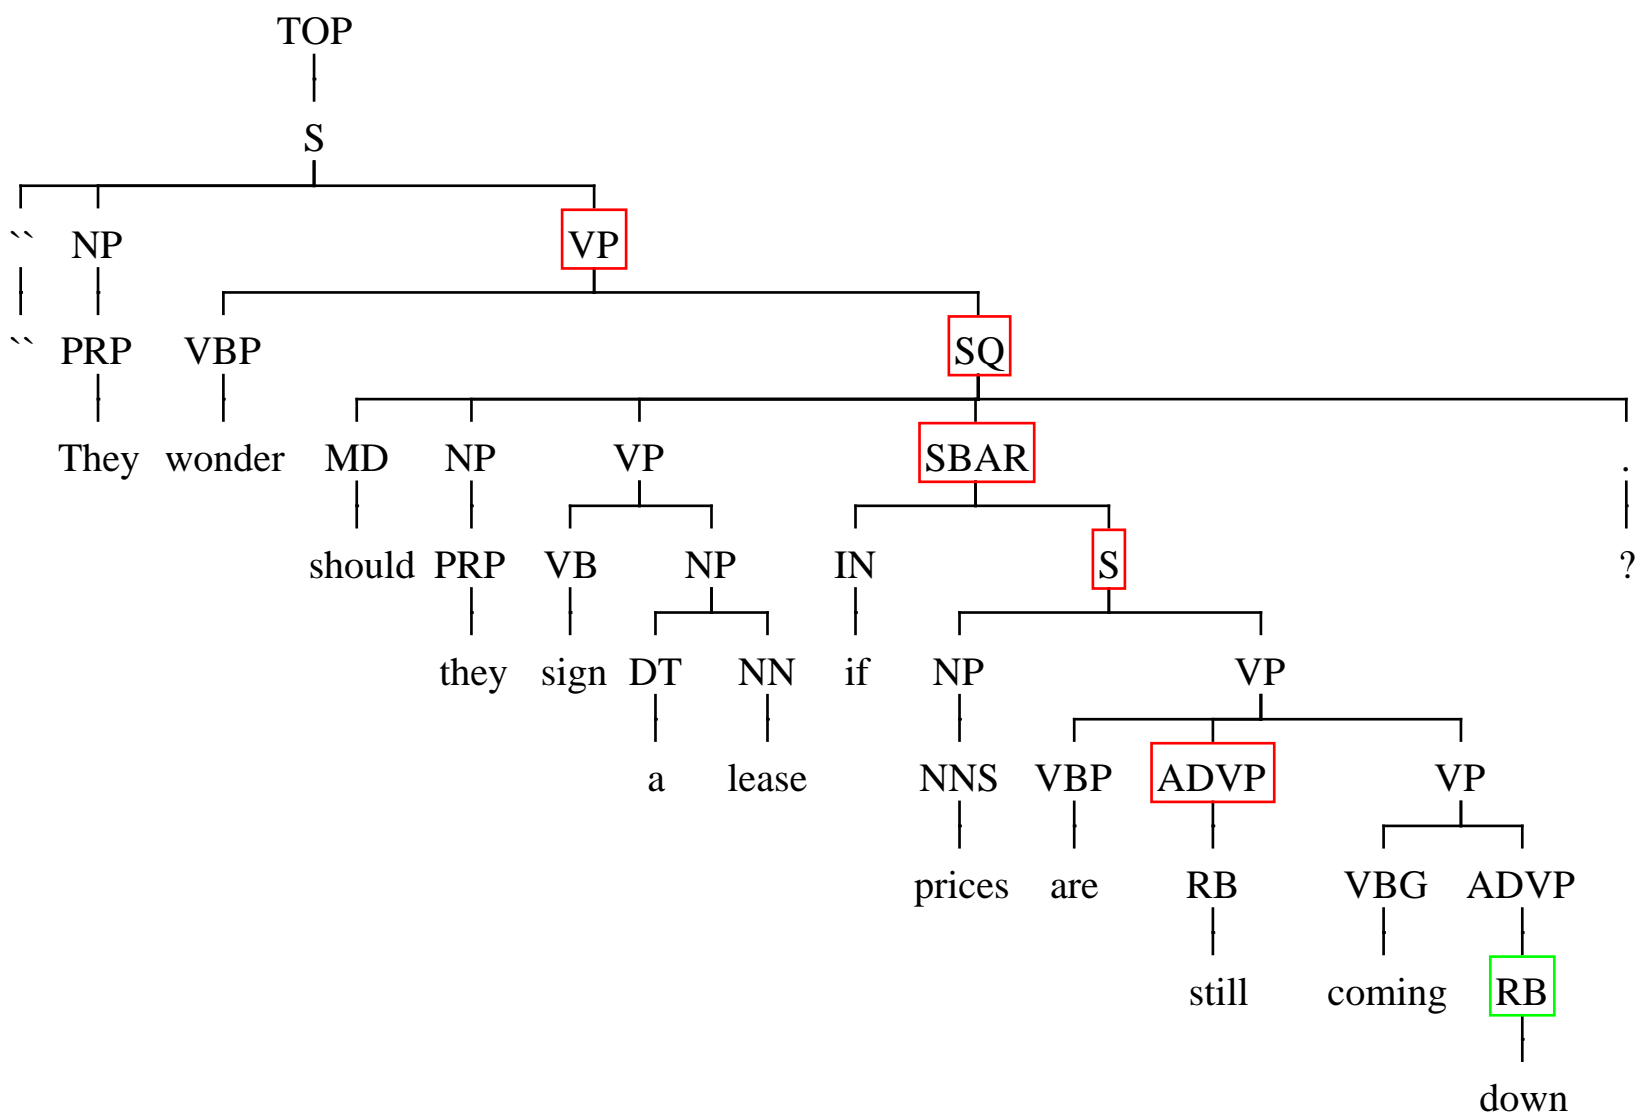 TOP
S
`` NP VP
`` PRP VBP SQ
They wonder MD NP VP SBAR .
should PRP VB NP IN S ?
they sign DT NN if NP VP
a lease NNS VBP ADVP VP
prices are RB VBG ADVP
still coming RB
down